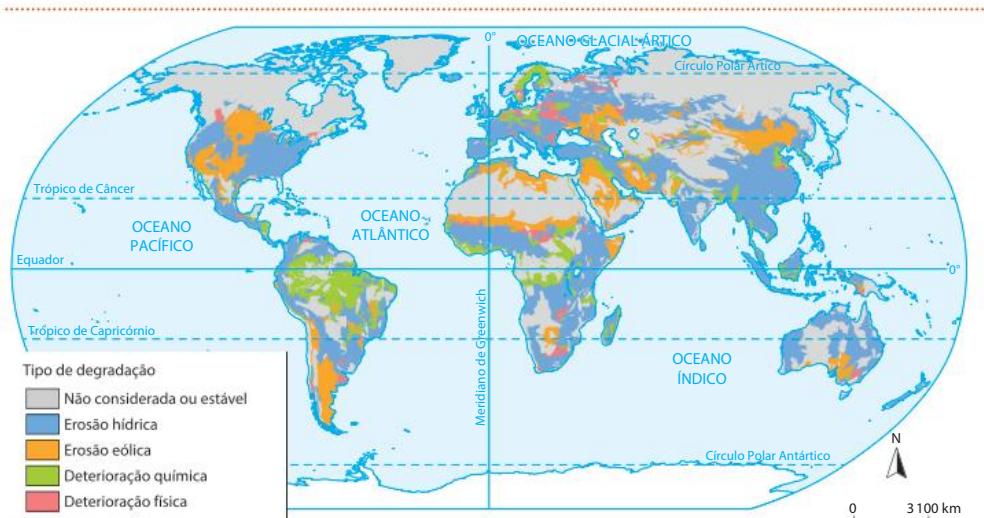 0°
OCEANO GLACIAL ÁRTICO
Círculo Polar Ártico
Trópico de Câncer
OCEANO
PACÍFICO
OCEANO
ATLÂNTICO
Equador
0°
Meridiano de Greenwich
Trópico de Capricórnio
OCEANO
ÍNDICO
Tipo de degradação
Não considerada ou estável
Erosão hídrica
Erosão eólica
Deterioração química
Deterioração física
Círculo Polar Antártico
N
0 3 100 km